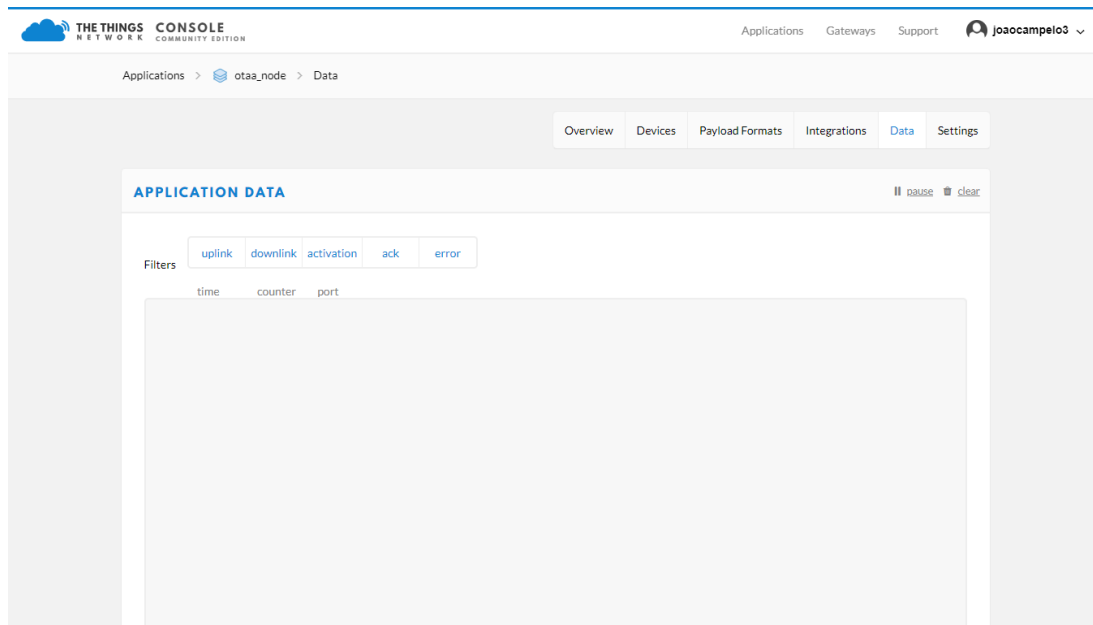 THE THINGS NETWORK CONSOLE COMMUNITY EDITION
Applications Gateways Support joaocampelo3
Applications > otaa_node > Data
Overview Devices Payload Formats Integrations Data Settings
APPLICATION DATA
pause clear
Filters uplink downlink activation ack error
time counter port